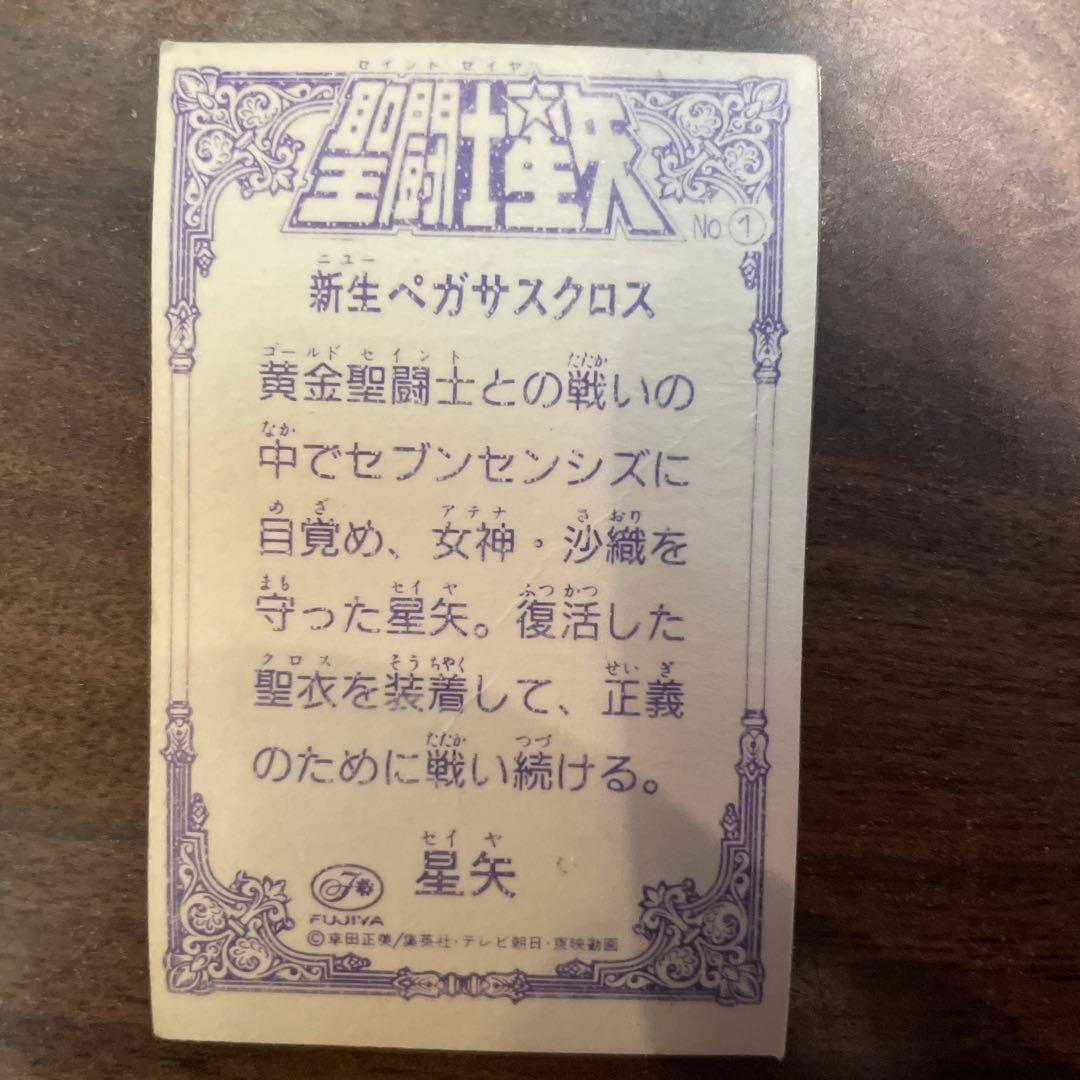 セイント セイヤ
聖闘士星矢
No ①
ニュー
新生ペガサスクロス
ゴールド セイント たたか
黄金聖闘士との戦いの
なか
中でセブンセンシズに
めざ アテナ さおり
目覚め、女神・沙織を
まも セイヤ ふっかつ
守った星矢。復活した
クロス そうちゃく せいぎ
聖衣を装着して、正義
たたか つづ
のために戦い続ける。
セイヤ
星矢
FUJIYA
©車田正美/集英社・テレビ朝日・東映動画